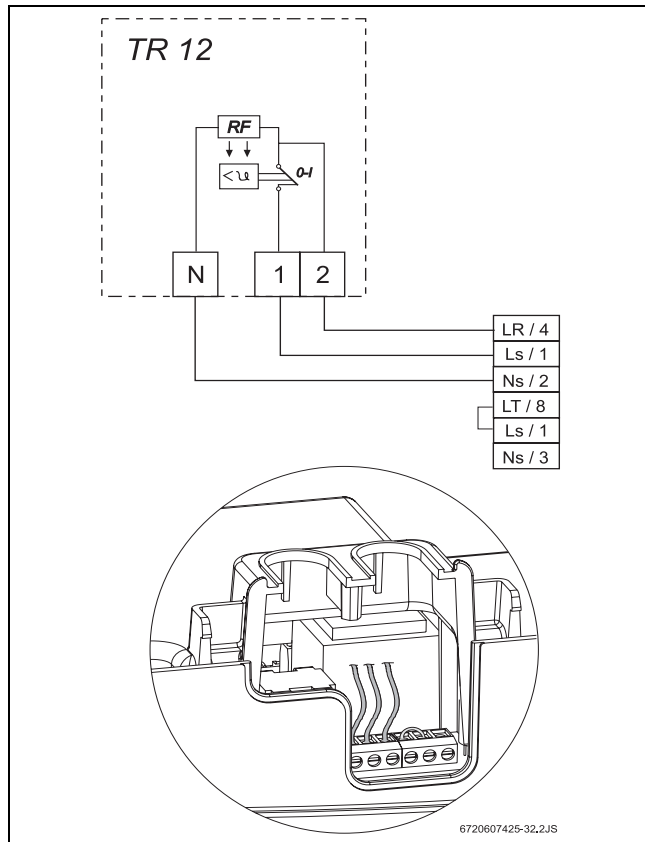 TR 12
RF
<ϑ
0-I
N 1 2
LR / 4
Ls / 1
Ns / 2
LT / 8
Ls / 1
Ns / 3
6720607425-32.2JS